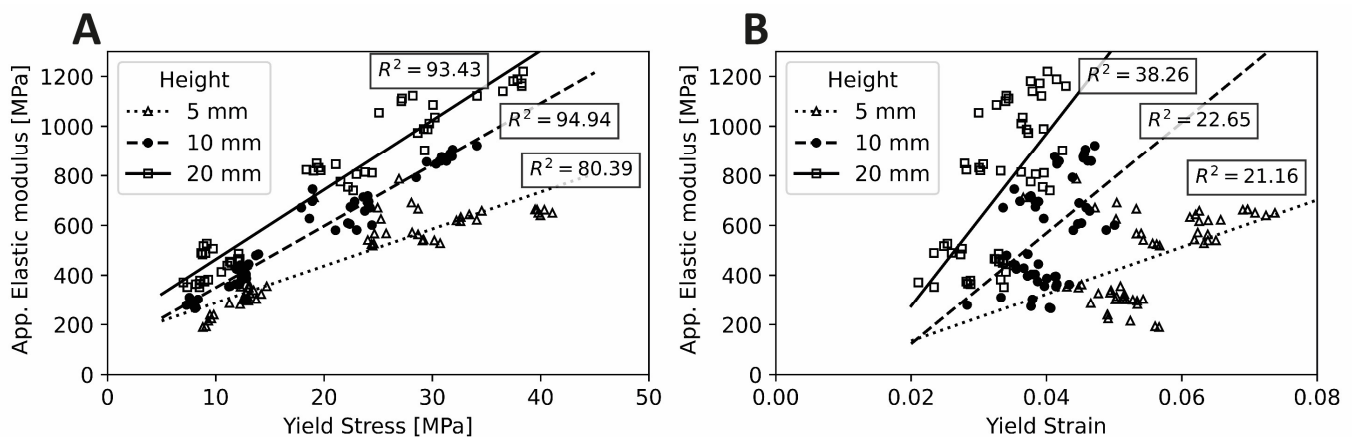 A
App. Elastic modulus [MPa]
1200
1000
800
600
400
200
0
Height
5 mm
10 mm
20 mm
R² = 93.43
R² = 94.94
R² = 80.39
0 10 20 30 40 50
Yield Stress [MPa]
B
App. Elastic modulus [MPa]
1200
1000
800
600
400
200
0
Height
5 mm
10 mm
20 mm
R² = 38.26
R² = 22.65
R² = 21.16
0.00 0.02 0.04 0.06 0.08
Yield Strain